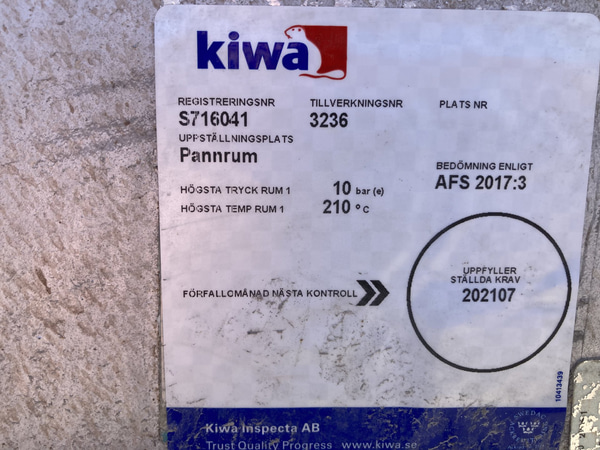 kiwa
REGISTRERINGSNR TILLVERKNINGSNR PLATS NR
S716041 3236
UPPSTÄLLNINGSPLATS
Pannrum
BEDÖMNING ENLIGT
AFS 2017:3
HÖGSTA TRYCK RUM 1 10 bar (e)
HÖGSTA TEMP RUM 1 210 °C
UPPFYLLER
STÄLLDA KRAV
202107
FÖRFALLOMÅNAD NÄSTA KONTROLL
10413439
Kiwa Inspecta AB
Trust Quality Progress www.kiwa.se